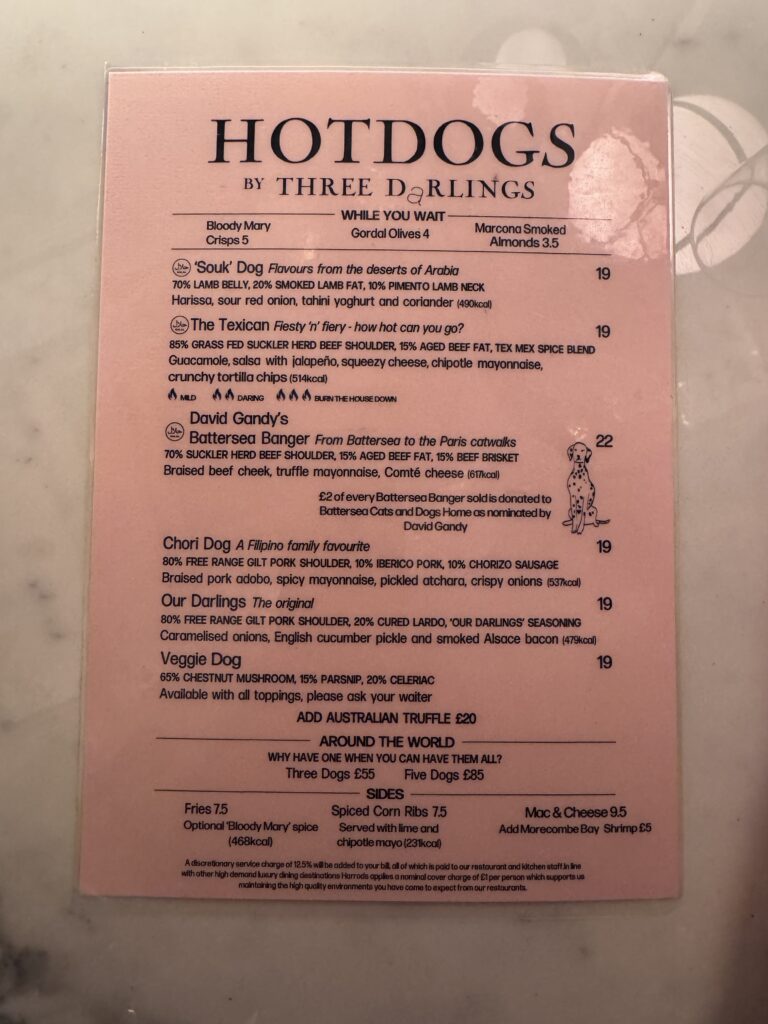 HOTDOGS
BY THREE DaRLINGS
WHILE YOU WAIT
Bloody Mary
Crisps 5
Gordal Olives 4
Marcona Smoked
Almonds 3.5
'Souk' Dog Flavours from the deserts of Arabia 19
70% LAMB BELLY, 20% SMOKED LAMB FAT, 10% PIMENTO LAMB NECK
Harissa, sour red onion, tahini yoghurt and coriander (490kcal)
The Texican Fiesty 'n' fiery - how hot can you go? 19
85% GRASS FED SUCKLER HERD BEEF SHOULDER, 15% AGED BEEF FAT, TEX MEX SPICE BLEND
Guacamole, salsa with jalapeño, squeezy cheese, chipotle mayonnaise,
crunchy tortilla chips (514kcal)
MILD DARING BURN THE HOUSE DOWN
David Gandy's
Battersea Banger From Battersea to the Paris catwalks 22
70% SUCKLER HERD BEEF SHOULDER, 15% AGED BEEF FAT, 15% BEEF BRISKET
Braised beef cheek, truffle mayonnaise, Comté cheese (617kcal)
£2 of every Battersea Banger sold is donated to
Battersea Cats and Dogs Home as nominated by
David Gandy
Chori Dog A Filipino family favourite 19
80% FREE RANGE GILT PORK SHOULDER, 10% IBERICO PORK, 10% CHORIZO SAUSAGE
Braised pork adobo, spicy mayonnaise, pickled atchara, crispy onions (537kcal)
Our Darlings The original 19
80% FREE RANGE GILT PORK SHOULDER, 20% CURED LARDO, 'OUR DARLINGS' SEASONING
Caramelised onions, English cucumber pickle and smoked Alsace bacon (479kcal)
Veggie Dog 19
65% CHESTNUT MUSHROOM, 15% PARSNIP, 20% CELERIAC
Available with all toppings, please ask your waiter
ADD AUSTRALIAN TRUFFLE £20
AROUND THE WORLD
WHY HAVE ONE WHEN YOU CAN HAVE THEM ALL?
Three Dogs £55 Five Dogs £85
SIDES
Fries 7.5
Optional 'Bloody Mary' spice
(468kcal)
Spiced Corn Ribs 7.5
Served with lime and
chipotle mayo (231kcal)
Mac & Cheese 9.5
Add Morecombe Bay Shrimp £5
A discretionary service charge of 12.5% will be added to your bill, all of which is paid to our restaurant and kitchen staff. In line
with other high demand luxury dining destinations Harrods applies a nominal cover charge of £1 per person which supports us
maintaining the high quality environments you have come to expect from our restaurants.